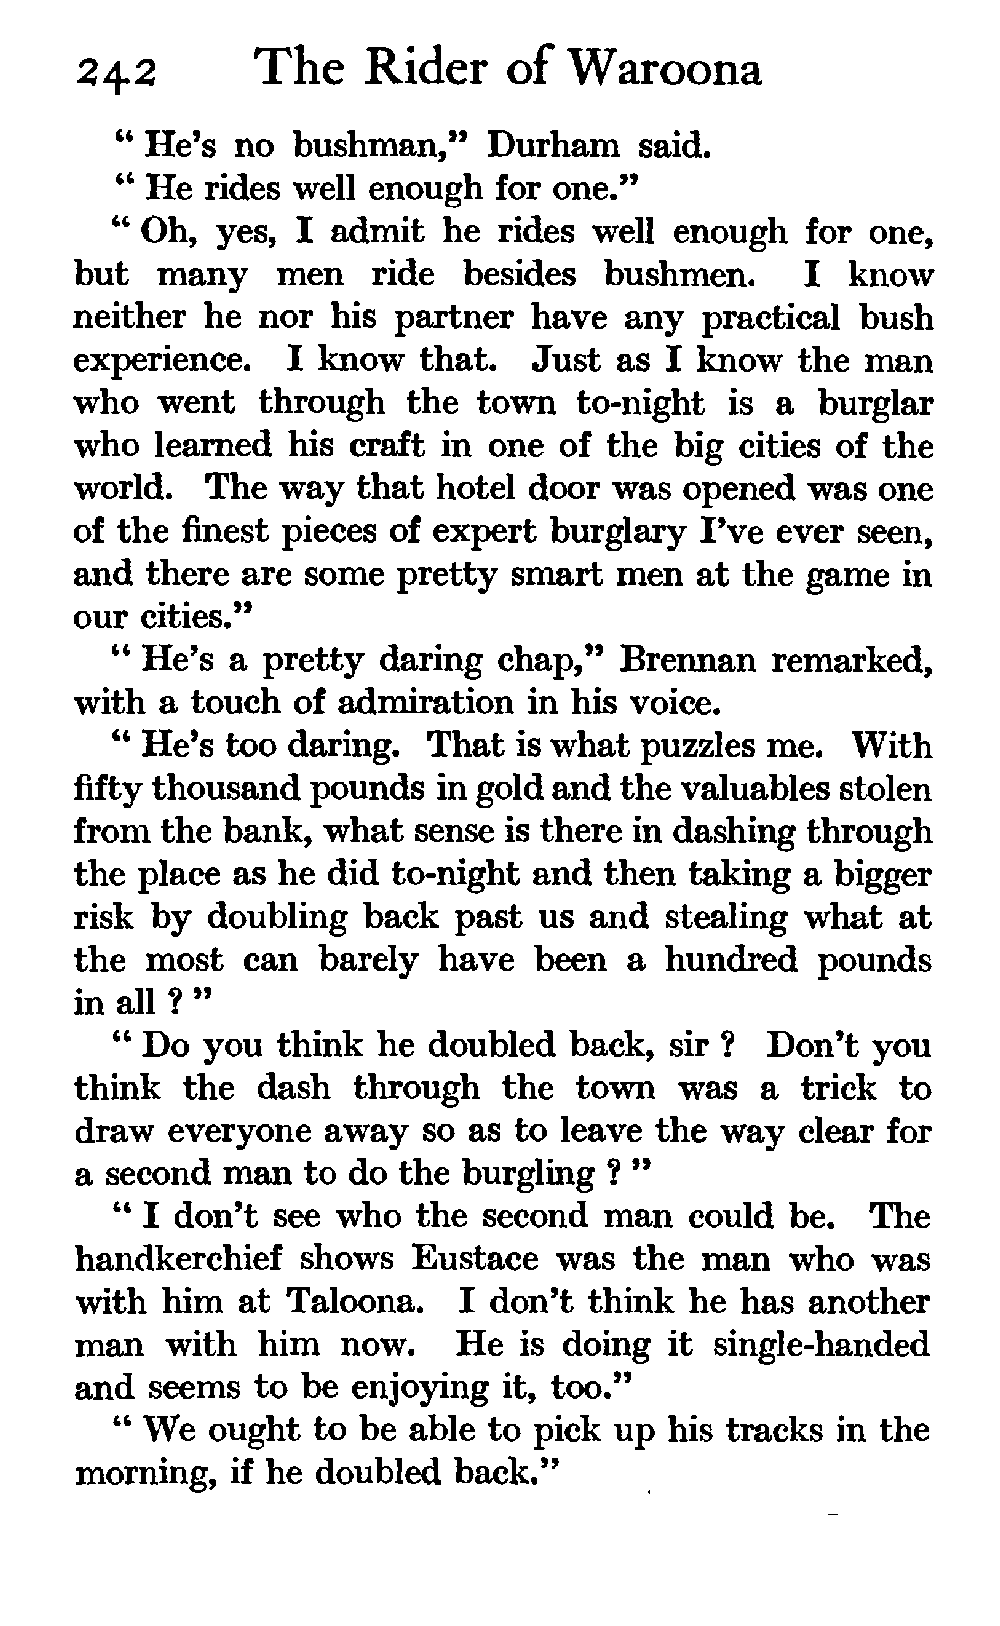 242 The Rider of Waroona
“ He’s no bushman,” Durham said.
“ He rides well enough for one.”
“ Oh, yes, I admit he rides well enough for one,
but many men ride besides bushmen. I know
neither he nor his partner have any practical bush
experience. I know that. Just as I know the man
who went through the town to-night is a burglar
who learned his craft in one of the big cities of the
world. The way that hotel door was opened was one
of the finest pieces of expert burglary I’ve ever seen,
and there are some pretty smart men at the game in
our cities.”
“ He’s a pretty daring chap,” Brennan remarked,
with a touch of admiration in his voice.
“ He’s too daring. That is what puzzles me. With
fifty thousand pounds in gold and the valuables stolen
from the bank, what sense is there in dashing through
the place as he did to-night and then taking a bigger
risk by doubling back past us and stealing what at
the most can barely have been a hundred pounds
in all ? ”
“ Do you think he doubled back, sir ? Don’t you
think the dash through the town was a trick to
draw everyone away so as to leave the way clear for
a second man to do the burgling ? ”
“ I don’t see who the second man could be. The
handkerchief shows Eustace was the man who was
with him at Taloona. I don’t think he has another
man with him now. He is doing it single-handed
and seems to be enjoying it, too.”
“ We ought to be able to pick up his tracks in the
morning, if he doubled back.”